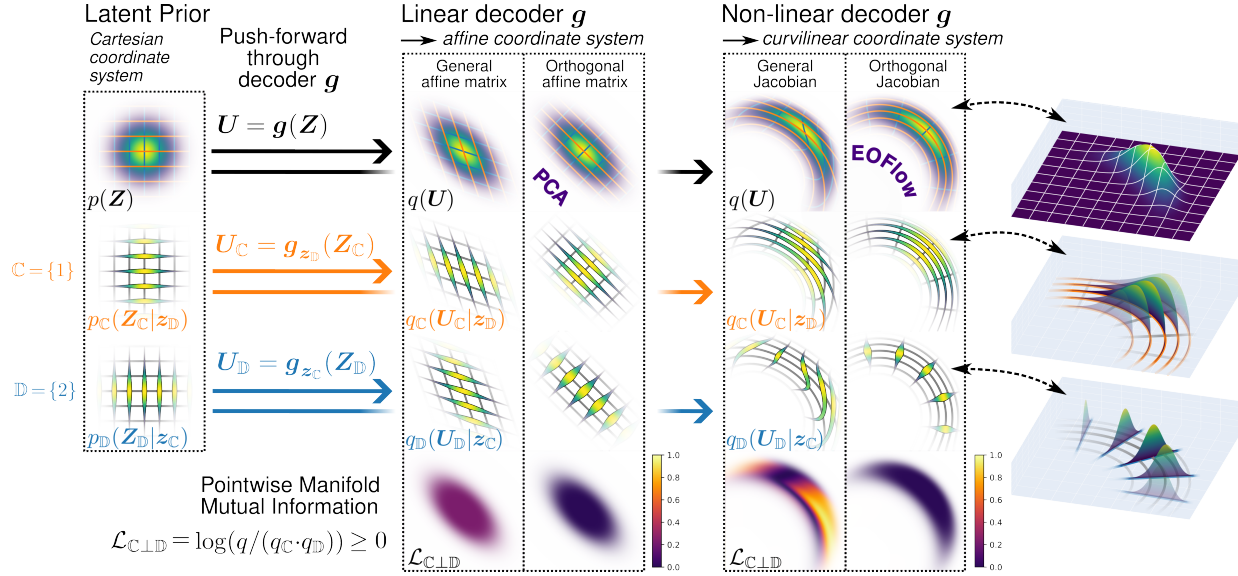 Latent Prior
Cartesian
coordinate
system
Push-forward
through
decoder g
Linear decoder g
affine coordinate system
General
affine matrix
Orthogonal
affine matrix
Non-linear decoder g
curvilinear coordinate system
General
Jacobian
Orthogonal
Jacobian
U = g(Z)
p(Z)
q(U)
PCA
q(U)
EOFlow
ℂ = {1}
U_ℂ = g_{z_𝔻}(Z_ℂ)
p_ℂ(Z_ℂ|z_𝔻)
q_ℂ(U_ℂ|z_𝔻)
q_ℂ(U_ℂ|z_𝔻)
𝔻 = {2}
U_𝔻 = g_{z_ℂ}(Z_𝔻)
p_𝔻(Z_𝔻|z_ℂ)
q_𝔻(U_𝔻|z_ℂ)
q_𝔻(U_𝔻|z_ℂ)
Pointwise Manifold
Mutual Information
𝓛_{ℂ⊥𝔻} = log(q/(q_ℂ·q_𝔻)) ≥ 0
𝓛_{ℂ⊥𝔻}
1.0
0.8
0.6
0.4
0.2
0.0
𝓛_{ℂ⊥𝔻}
1.0
0.8
0.6
0.4
0.2
0.0